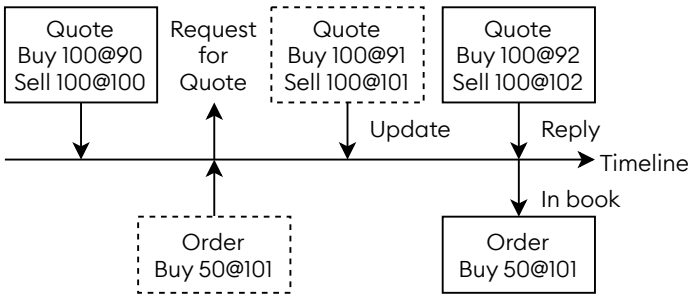 Quote
Buy 100@90
Sell 100@100
Request
for
Quote
Quote
Buy 100@91
Sell 100@101
Quote
Buy 100@92
Sell 100@102
Update
Reply
Timeline
In book
Order
Buy 50@101
Order
Buy 50@101